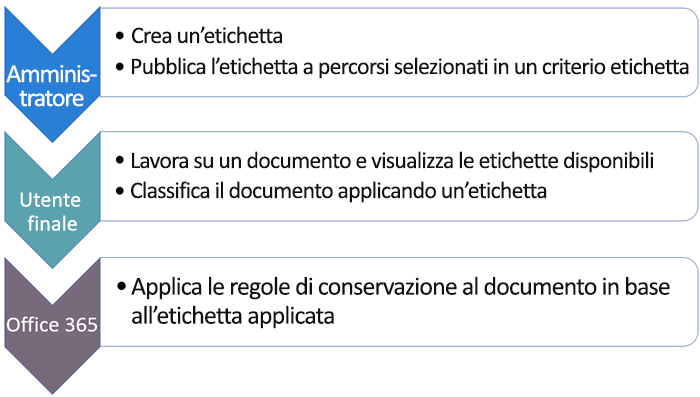 Amminis-
tratore
• Crea un'etichetta
• Pubblica l'etichetta a percorsi selezionati in un criterio etichetta
Utente
finale
• Lavora su un documento e visualizza le etichette disponibili
• Classifica il documento applicando un'etichetta
Office 365
• Applica le regole di conservazione al documento in base
all'etichetta applicata